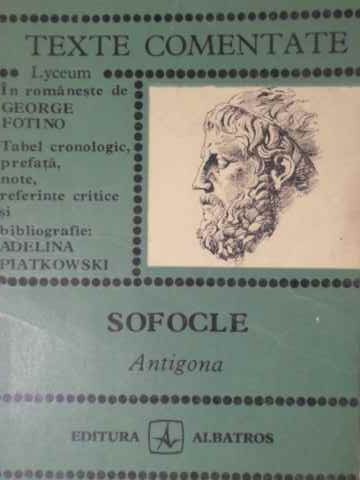 TEXTE COMENTATE
Lyceum
În românește de
GEORGE
FOTINO
Tabel cronologic,
prefață,
note,
referințe critice
și
bibliografie:
ADELINA
PIATKOWSKI
SOFOCLE
Antigona
EDITURA ALBATROS